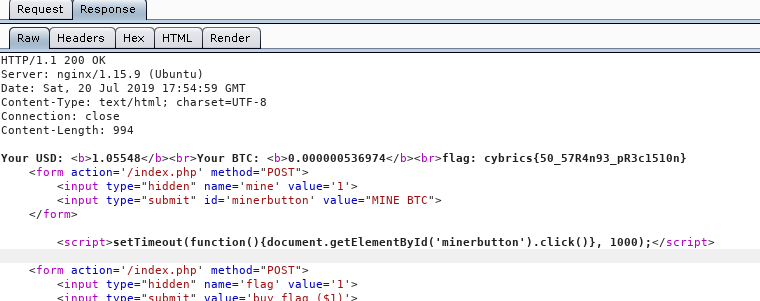 Request Response
Raw Headers Hex HTML Render
HTTP/1.1 200 OK
Server: nginx/1.15.9 (Ubuntu)
Date: Sat, 20 Jul 2019 17:54:59 GMT
Content-Type: text/html; charset=UTF-8
Connection: close
Content-Length: 994
Your USD: <b>1.05548</b><br>Your BTC: <b>0.000000536974</b><br>flag: cybrics{50_57R4n93_pR3c1510n}
<form action='/index.php' method="POST">
<input type="hidden" name='mine' value='1'>
<input type="submit" id='minerbutton' value="MINE BTC">
</form>
<script>setTimeout(function(){document.getElementById('minerbutton').click()}, 1000);</script>
<form action='/index.php' method="POST">
<input type="hidden" name='flag' value='1'>
<input type="submit" value='buy flag ($1)'>